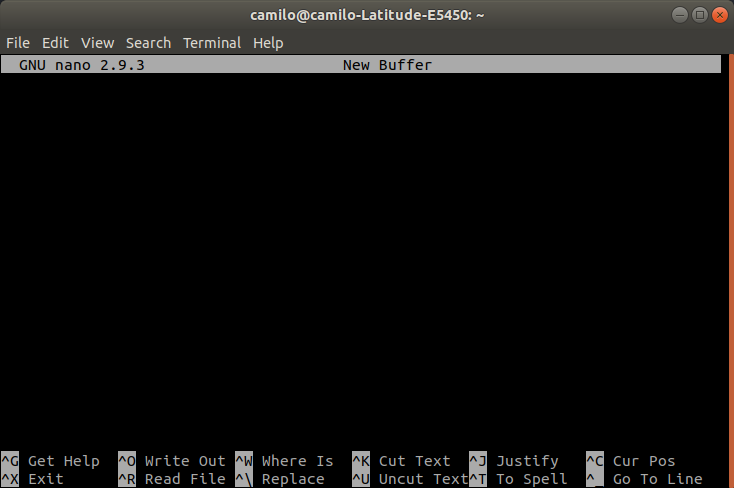 camilo@camilo-Latitude-E5450: ~
File Edit View Search Terminal Help
GNU nano 2.9.3 New Buffer
^G Get Help ^O Write Out ^W Where Is ^K Cut Text ^J Justify ^C Cur Pos
^X Exit ^R Read File ^\ Replace ^U Uncut Text ^T To Spell ^_ Go To Line